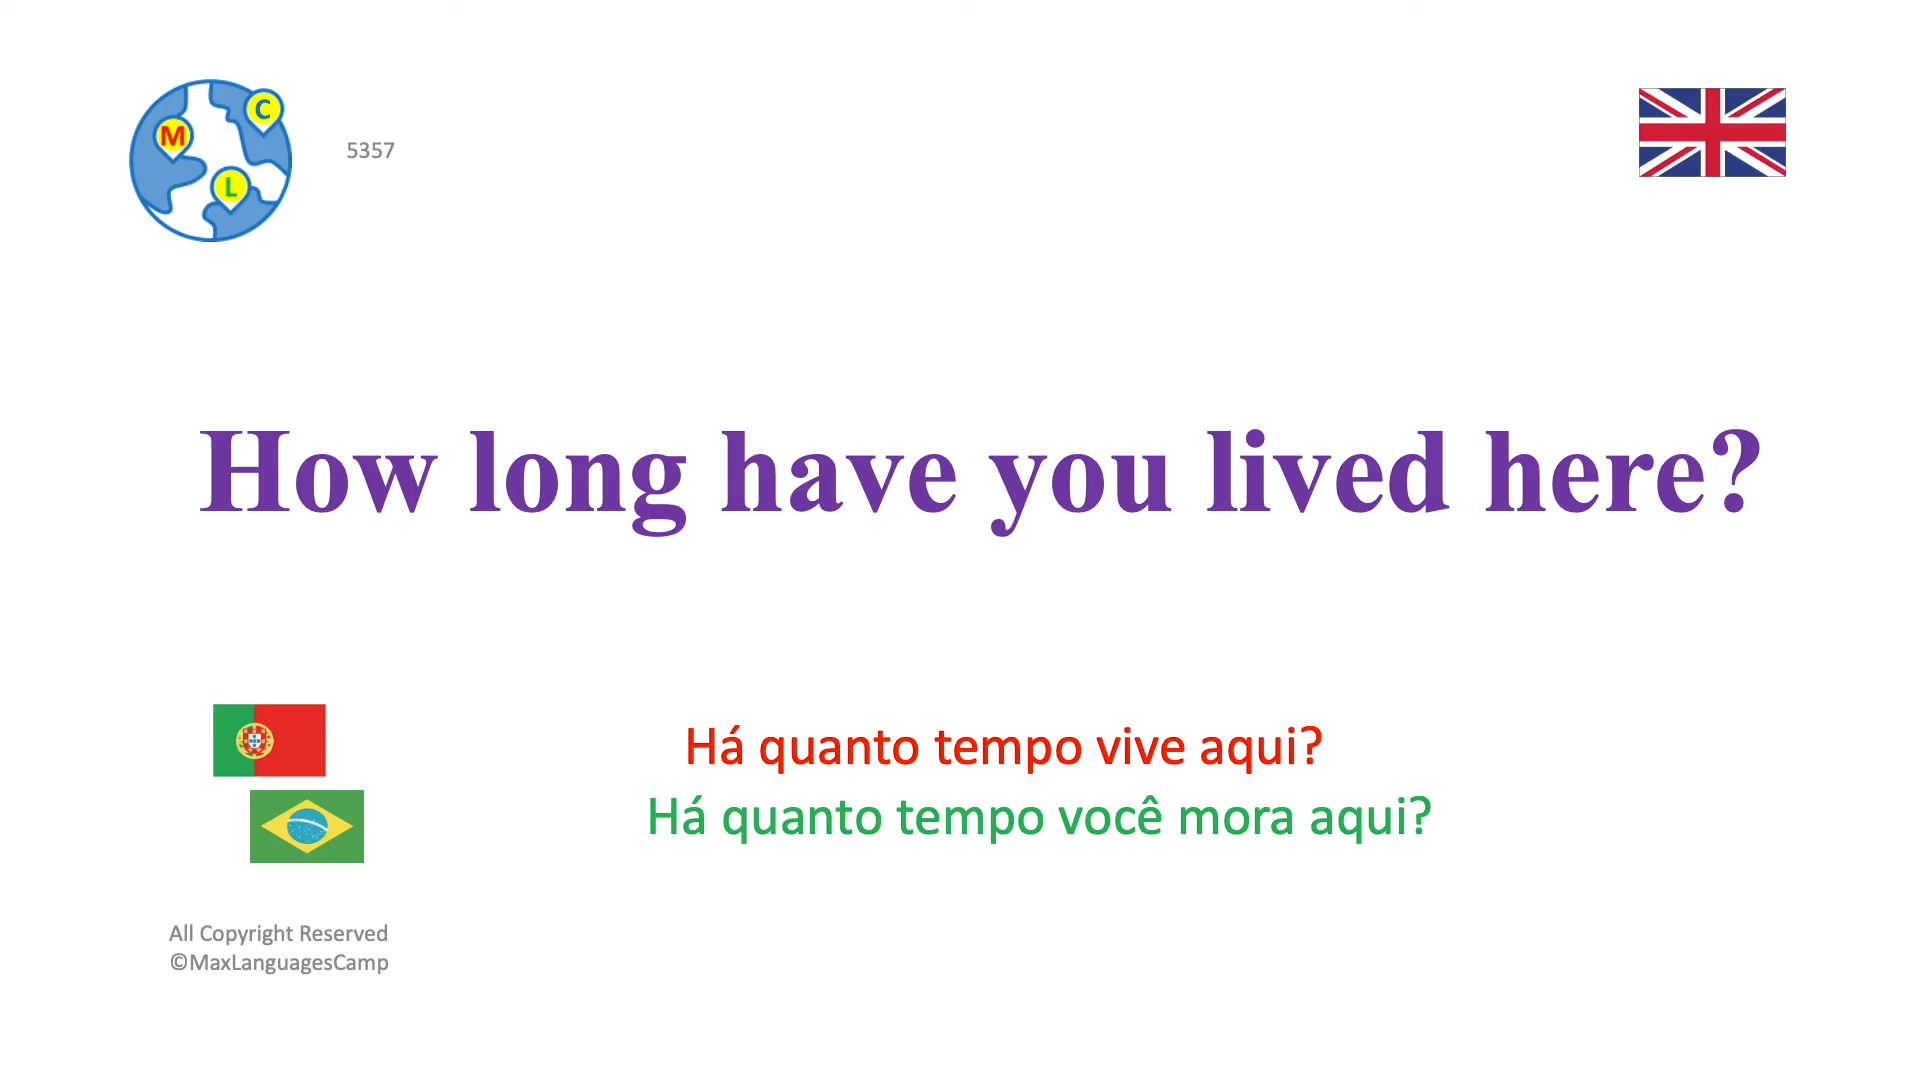 M
C
L
5357
How long have you lived here?
Há quanto tempo vive aqui?
Há quanto tempo você mora aqui?
All Copyright Reserved
©MaxLanguagesCamp